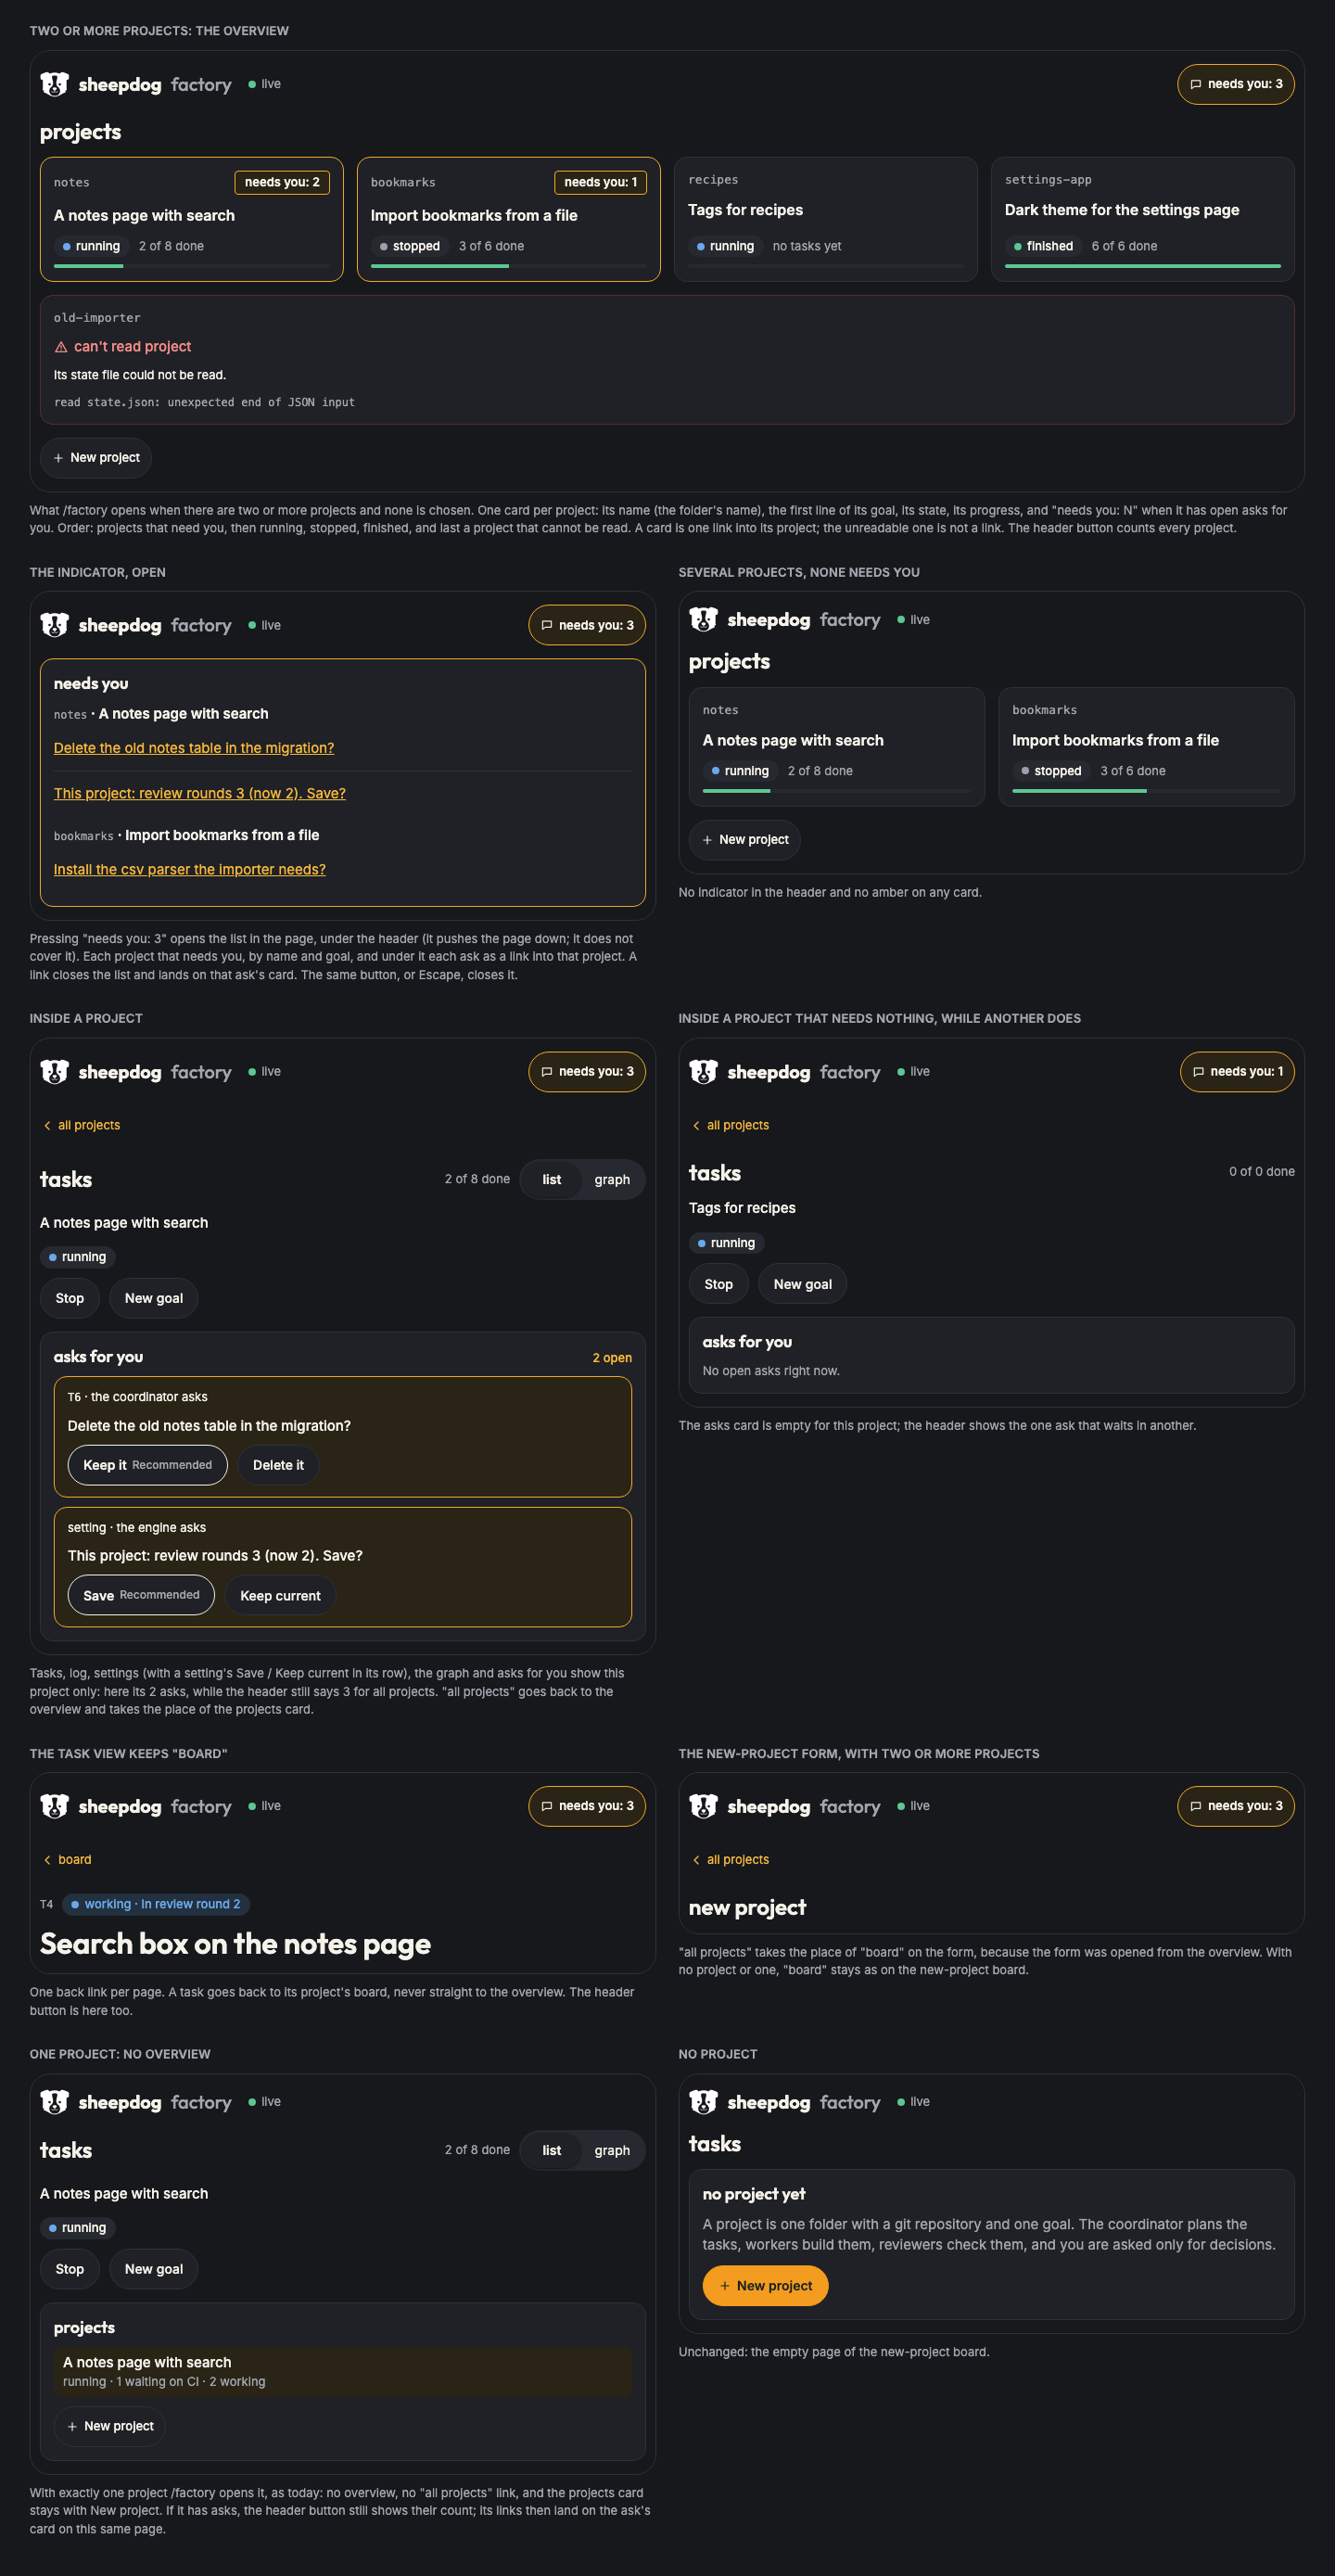 TWO OR MORE PROJECTS: THE OVERVIEW
sheepdog factory live
needs you: 3
projects
notes
needs you: 2
A notes page with search
running 2 of 8 done
bookmarks
needs you: 1
Import bookmarks from a file
stopped 3 of 6 done
recipes
Tags for recipes
running no tasks yet
settings-app
Dark theme for the settings page
finished 6 of 6 done
old-importer
can't read project
Its state file could not be read.
read state.json: unexpected end of JSON input
+ New project
What /factory opens when there are two or more projects and none is chosen. One card per project: its name (the folder's name), the first line of its goal, its state, its progress, and "needs you: N" when it has open asks for
you. Order: projects that need you, then running, stopped, finished, and last a project that cannot be read. A card is one link into its project; the unreadable one is not a link. The header button counts every project.
THE INDICATOR, OPEN
sheepdog factory live
needs you: 3
needs you
notes · A notes page with search
Delete the old notes table in the migration?
This project: review rounds 3 (now 2). Save?
bookmarks · Import bookmarks from a file
Install the csv parser the importer needs?
Pressing "needs you: 3" opens the list in the page, under the header (it pushes the page down; it does not
cover it). Each project that needs you, by name and goal, and under it each ask as a link into that project. A
link closes the list and lands on that ask's card. The same button, or Escape, closes it.
SEVERAL PROJECTS, NONE NEEDS YOU
sheepdog factory live
projects
notes
A notes page with search
running 2 of 8 done
bookmarks
Import bookmarks from a file
stopped 3 of 6 done
+ New project
No indicator in the header and no amber on any card.
INSIDE A PROJECT
sheepdog factory live
needs you: 3
all projects
tasks
2 of 8 done
list graph
A notes page with search
running
Stop New goal
asks for you
2 open
T6 · the coordinator asks
Delete the old notes table in the migration?
Keep it Recommended Delete it
setting · the engine asks
This project: review rounds 3 (now 2). Save?
Save Recommended Keep current
Tasks, log, settings (with a setting's Save / Keep current in its row), the graph and asks for you show this
project only: here its 2 asks, while the header still says 3 for all projects. "all projects" goes back to the
overview and takes the place of the projects card.
INSIDE A PROJECT THAT NEEDS NOTHING, WHILE ANOTHER DOES
sheepdog factory live
needs you: 1
all projects
tasks
0 of 0 done
Tags for recipes
running
Stop New goal
asks for you
No open asks right now.
The asks card is empty for this project; the header shows the one ask that waits in another.
THE TASK VIEW KEEPS "BOARD"
sheepdog factory live
needs you: 3
board
T4 working · in review round 2
Search box on the notes page
One back link per page. A task goes back to its project's board, never straight to the overview. The header
button is here too.
THE NEW-PROJECT FORM, WITH TWO OR MORE PROJECTS
sheepdog factory live
needs you: 3
all projects
new project
"all projects" takes the place of "board" on the form, because the form was opened from the overview. With
no project or one, "board" stays as on the new-project board.
ONE PROJECT: NO OVERVIEW
sheepdog factory live
tasks
2 of 8 done
list graph
A notes page with search
running
Stop New goal
projects
A notes page with search
running · 1 waiting on CI · 2 working
+ New project
With exactly one project /factory opens it, as today: no overview, no "all projects" link, and the projects card
stays with New project. If it has asks, the header button still shows their count; its links then land on the ask's
card on this same page.
NO PROJECT
sheepdog factory live
tasks
no project yet
A project is one folder with a git repository and one goal. The coordinator plans the
tasks, workers build them, reviewers check them, and you are asked only for decisions.
+ New project
Unchanged: the empty page of the new-project board.